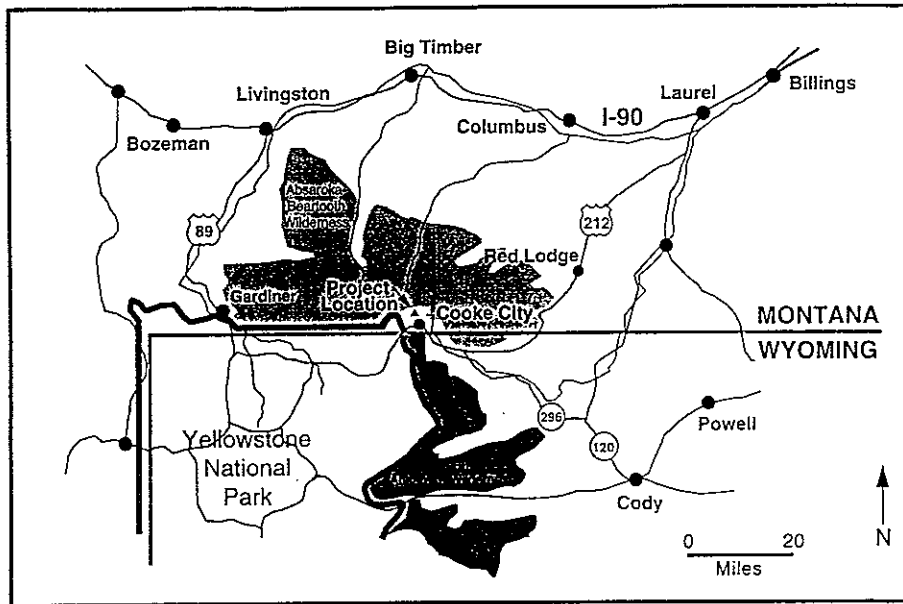 Big Timber
Livingston
Laurel
Billings
Columbus
I-90
Bozeman
Absaroka-
Beartooth
Wilderness
89
212
Red Lodge
Gardiner
Project
Location
Cooke City
MONTANA
WYOMING
296
120
Powell
Yellowstone
National
Park
Cody
N
0 20
Miles